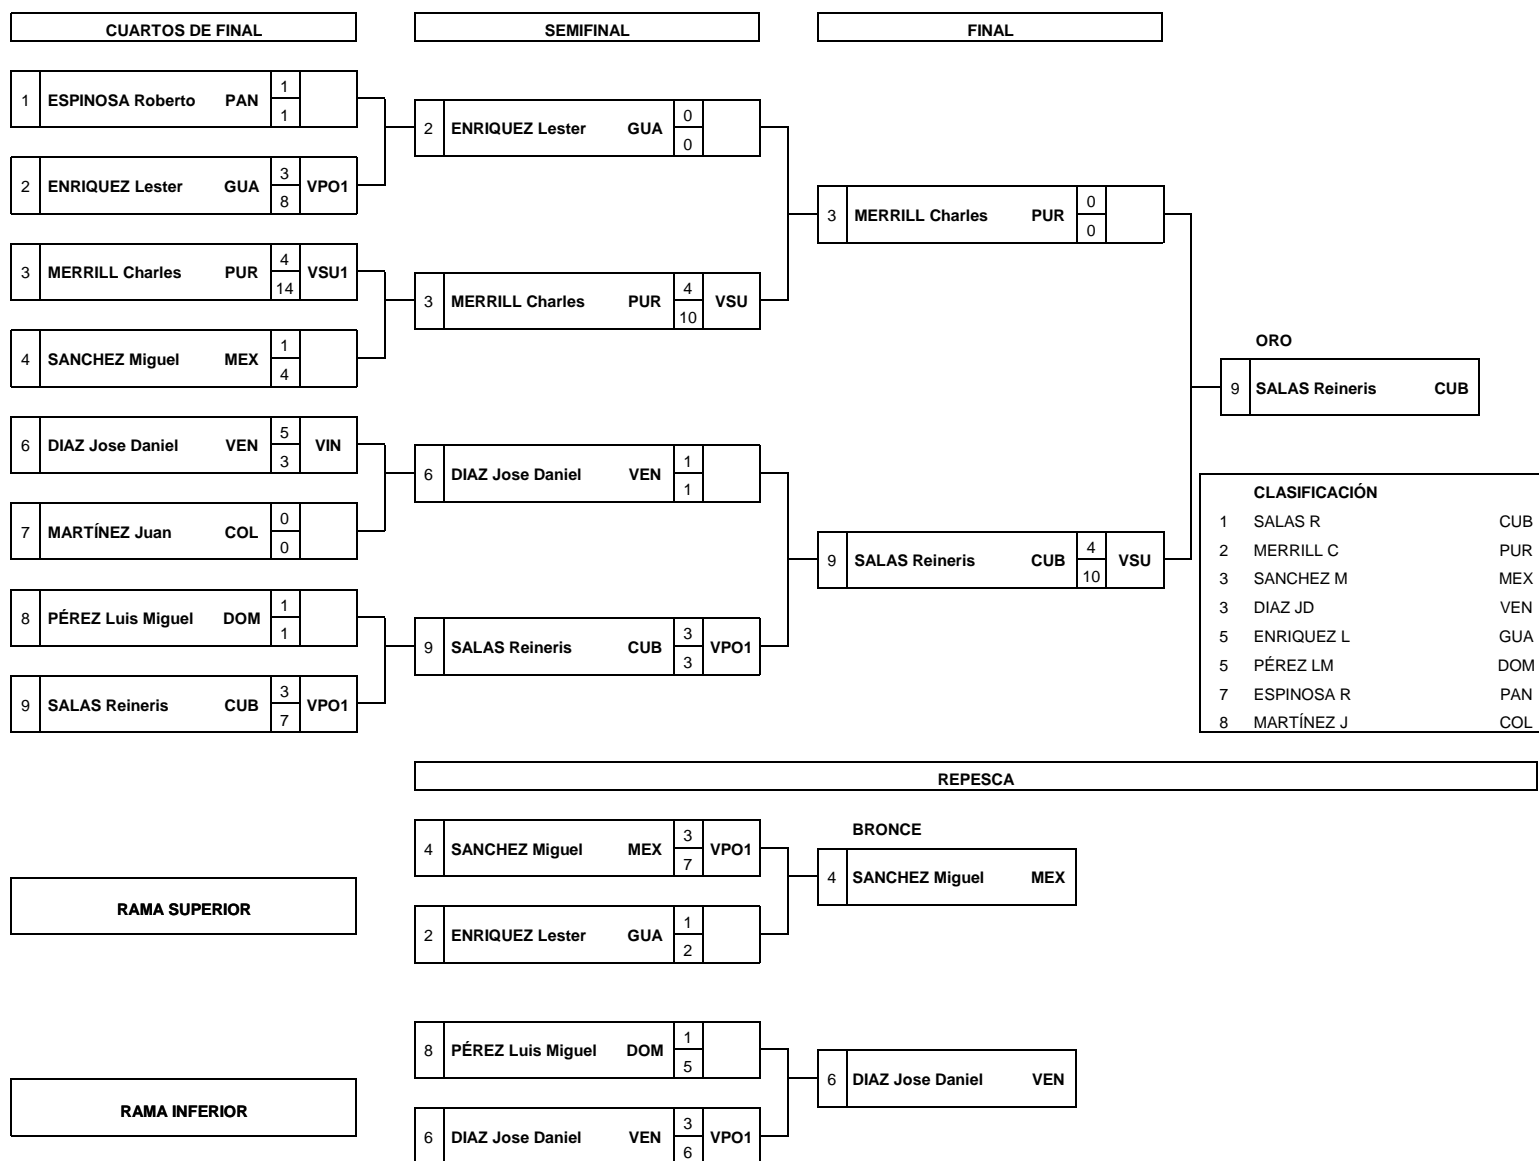 CUARTOS DE FINAL
SEMIFINAL
FINAL
1 ESPINOSA Roberto PAN 1 1
2 ENRIQUEZ Lester GUA 3 8 VPO1
3 MERRILL Charles PUR 4 14 VSU1
4 SANCHEZ Miguel MEX 1 4
6 DIAZ Jose Daniel VEN 5 3 VIN
7 MARTÍNEZ Juan COL 0 0
8 PÉREZ Luis Miguel DOM 1 1
9 SALAS Reineris CUB 3 7 VPO1
2 ENRIQUEZ Lester GUA 0 0
3 MERRILL Charles PUR 4 10 VSU
6 DIAZ Jose Daniel VEN 1 1
9 SALAS Reineris CUB 3 3 VPO1
3 MERRILL Charles PUR 0 0
9 SALAS Reineris CUB 4 10 VSU
ORO
9 SALAS Reineris CUB
CLASIFICACIÓN
1 SALAS R CUB
2 MERRILL C PUR
3 SANCHEZ M MEX
3 DIAZ JD VEN
5 ENRIQUEZ L GUA
5 PÉREZ LM DOM
7 ESPINOSA R PAN
8 MARTÍNEZ J COL
REPESCA
RAMA SUPERIOR
4 SANCHEZ Miguel MEX 3 7 VPO1
2 ENRIQUEZ Lester GUA 1 2
BRONCE
4 SANCHEZ Miguel MEX
RAMA INFERIOR
8 PÉREZ Luis Miguel DOM 1 5
6 DIAZ Jose Daniel VEN 3 6 VPO1
6 DIAZ Jose Daniel VEN